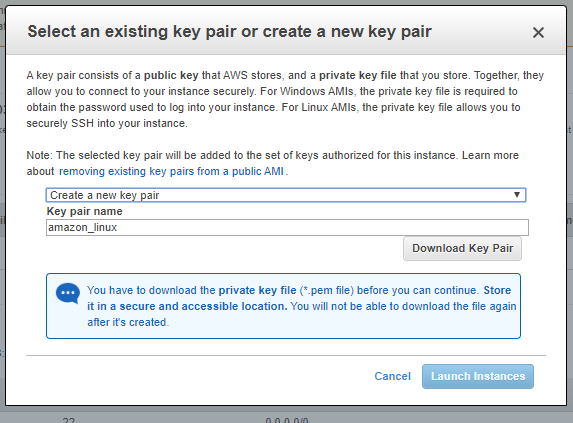 Select an existing key pair or create a new key pair
A key pair consists of a public key that AWS stores, and a private key file that you store. Together, they
allow you to connect to your instance securely. For Windows AMIs, the private key file is required to
obtain the password used to log into your instance. For Linux AMIs, the private key file allows you to
securely SSH into your instance.
Note: The selected key pair will be added to the set of keys authorized for this instance. Learn more
about removing existing key pairs from a public AMI.
Create a new key pair
Key pair name
amazon_linux
Download Key Pair
You have to download the private key file (*.pem file) before you can continue. Store
it in a secure and accessible location. You will not be able to download the file again
after it's created.
Cancel Launch Instances
22 0.0.0.0/0